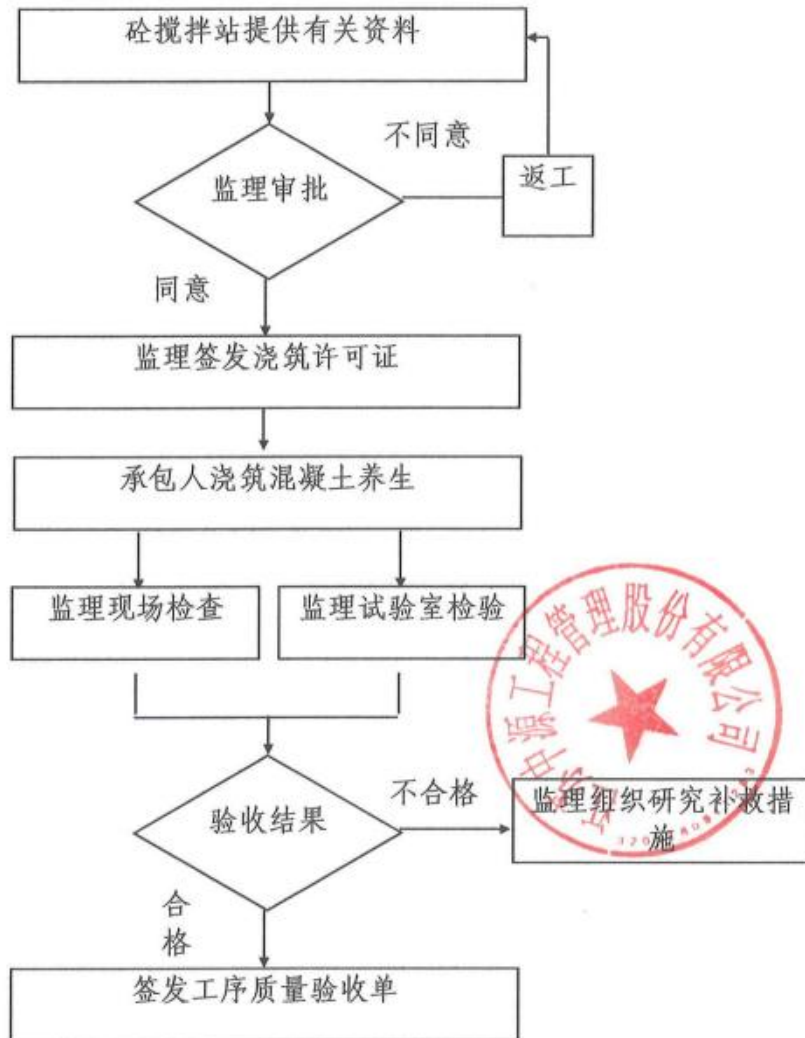 砼搅拌站提供有关资料
不同意
返工
监理审批
同意
监理签发浇筑许可证
承包人浇筑混凝土养生
监理现场检查
监理试验室检验
中源工程管理股份有限公司
不合格
验收结果
监理组织研究补救措
施
合
格
签发工序质量验收单